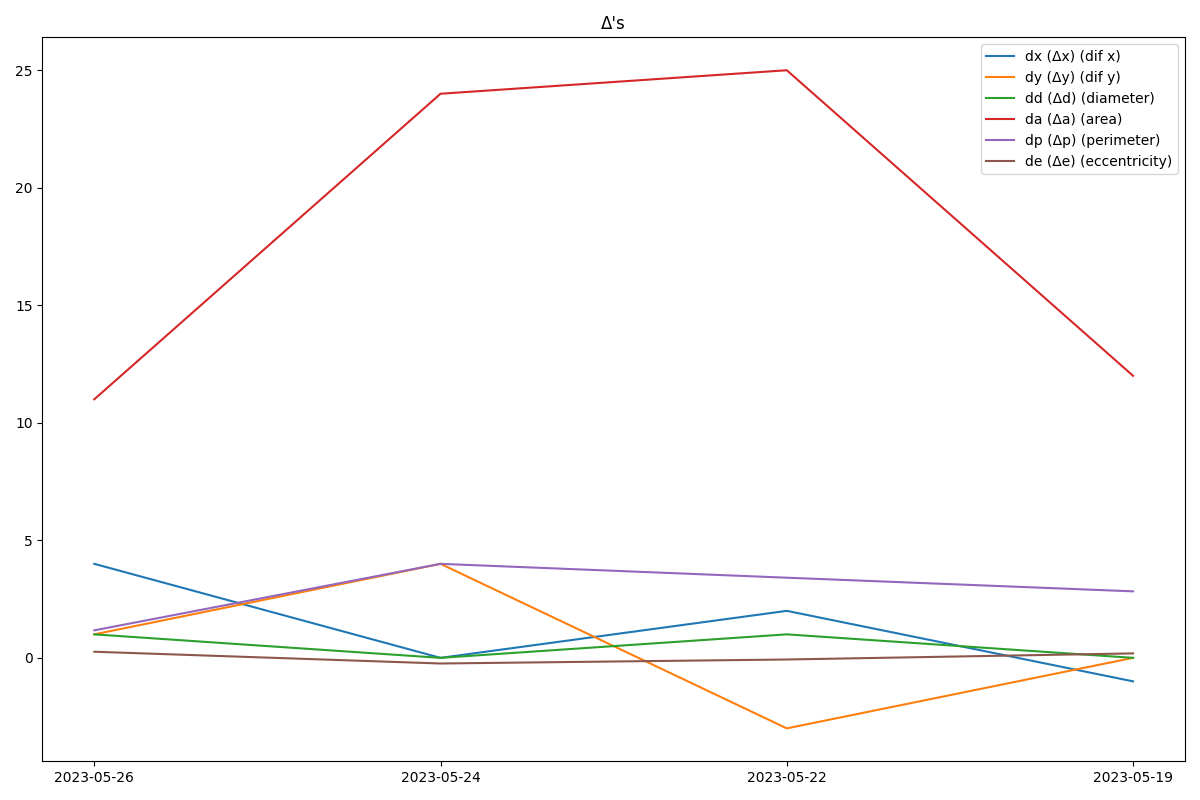 Δ's
dx (Δx) (dif x)
dy (Δy) (dif y)
dd (Δd) (diameter)
da (Δa) (area)
dp (Δp) (perimeter)
de (Δe) (eccentricity)
25
20
15
10
5
0
2023-05-26 2023-05-24 2023-05-22 2023-05-19